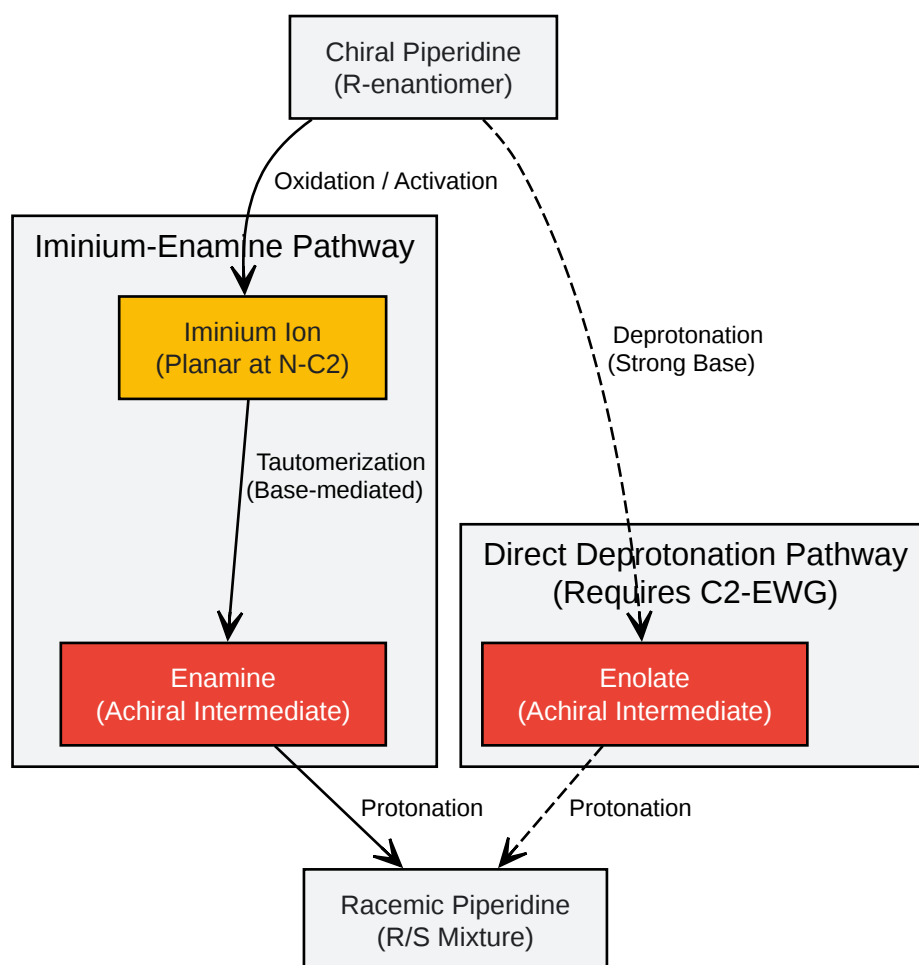 Chiral Piperidine
(R-enantiomer)
Oxidation / Activation
Iminium-Enamine Pathway
Iminium Ion
(Planar at N-C2)
Deprotonation
(Strong Base)
Tautomerization
(Base-mediated)
Direct Deprotonation Pathway
(Requires C2-EWG)
Enamine
(Achiral Intermediate)
Enolate
(Achiral Intermediate)
Protonation
Protonation
Racemic Piperidine
(R/S Mixture)